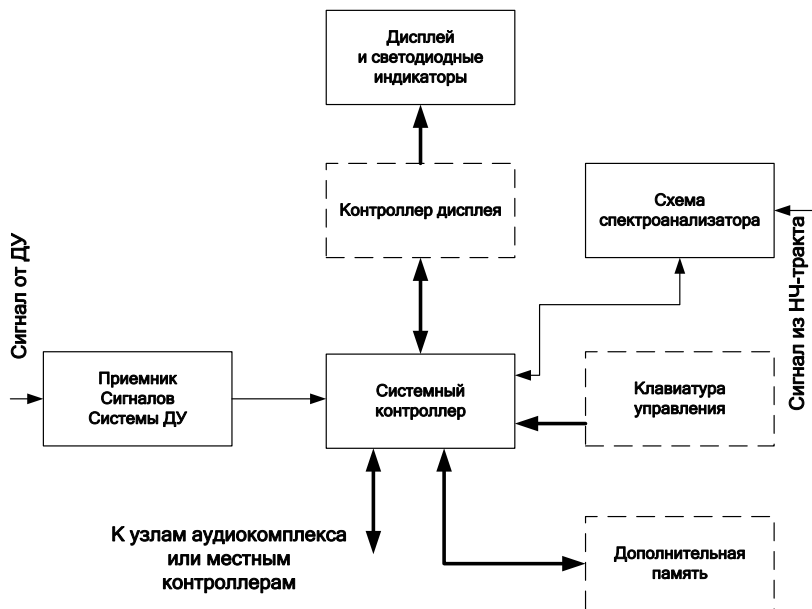 Дисплей
и светодиодные
индикаторы
Контроллер дисплея
Схема
спектроанализатора
Сигнал от ДУ
Сигнал из НЧ-тракта
Приемник
Сигналов
Системы ДУ
Системный
контроллер
Клавиатура
управления
К узлам аудиокомплекса
или местным
контроллерам
Дополнительная
память